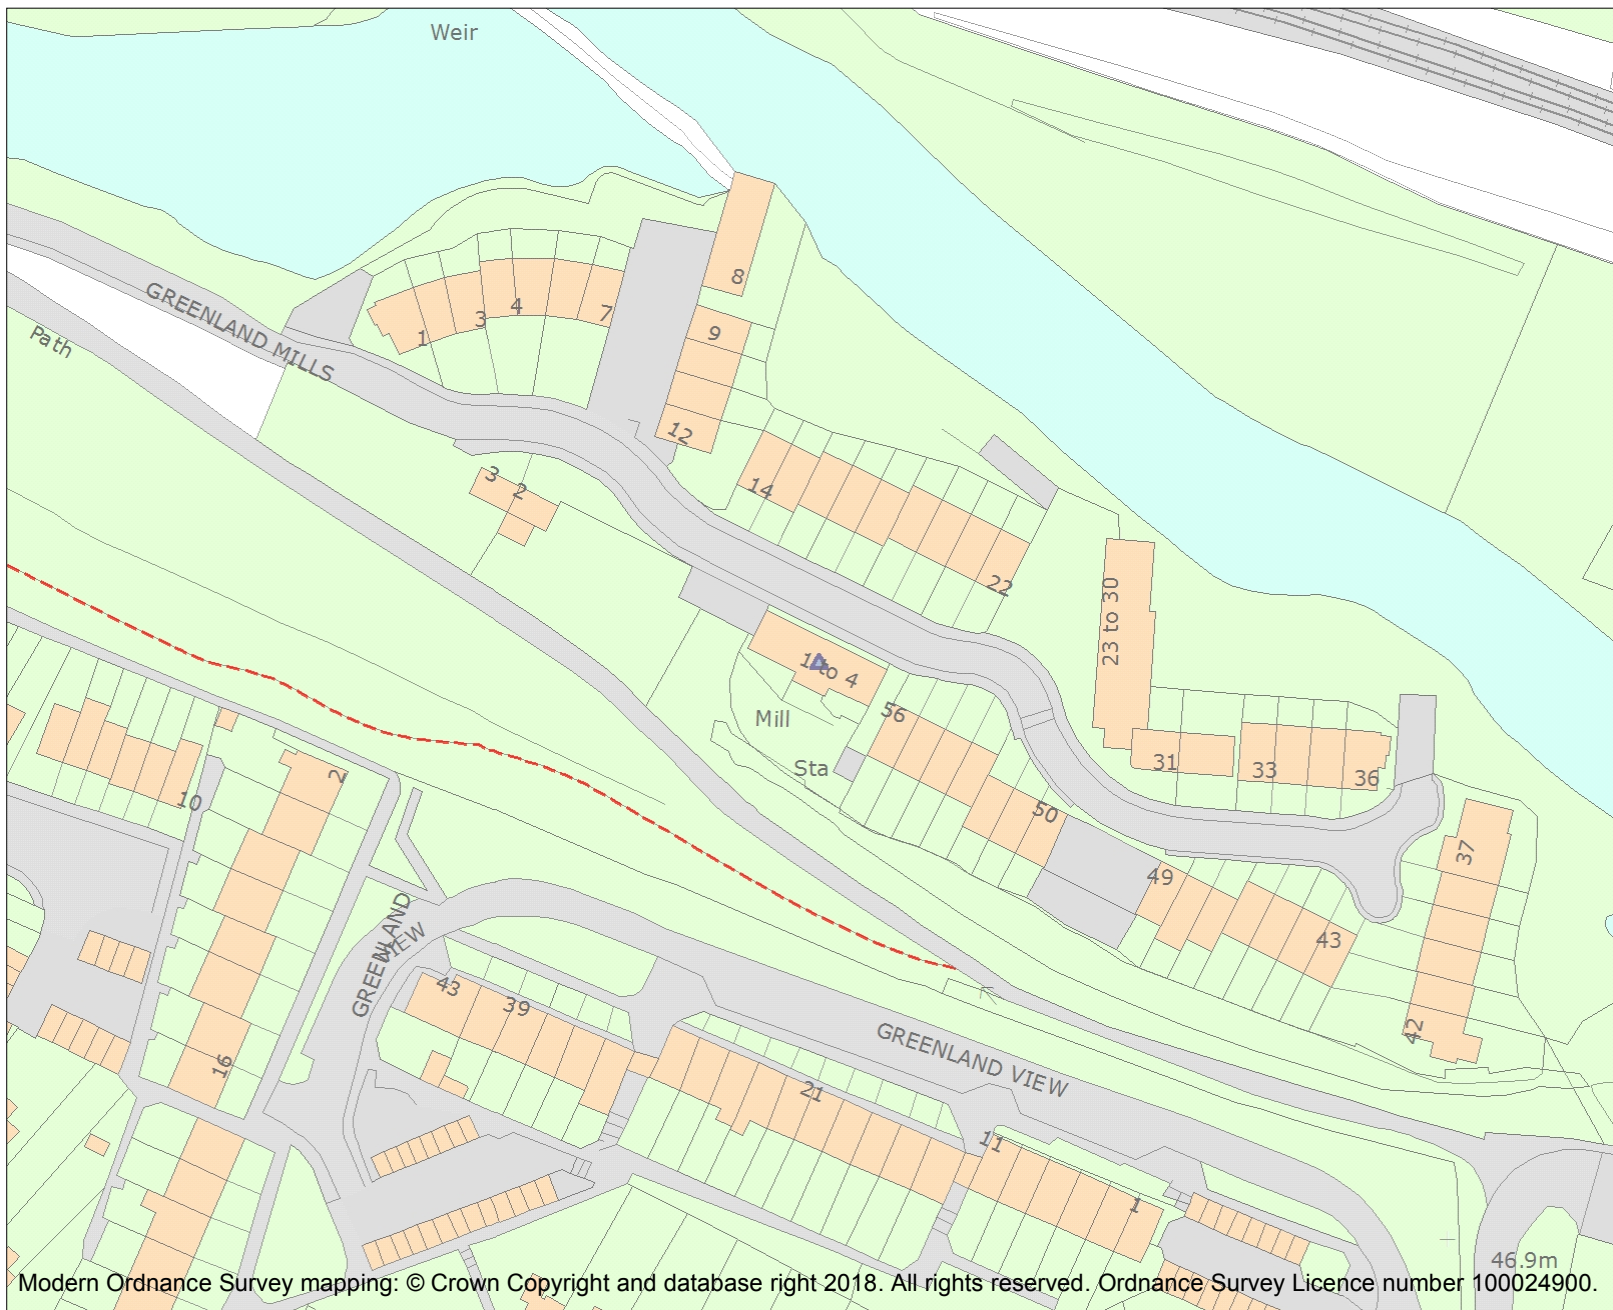 Weir
GREENLAND MILLS
Path
1
3
4
7
8
9
12
3
2
14
22
23 to 30
1 to 4
56
Mill
Sta
31
33
36
50
49
43
37
42
2
10
16
GREENLAND
VIEW
43
39
21
GREENLAND VIEW
11
1
46.9m
Modern Ordnance Survey mapping: © Crown Copyright and database right 2018. All rights reserved. Ordnance Survey Licence number 100024900.